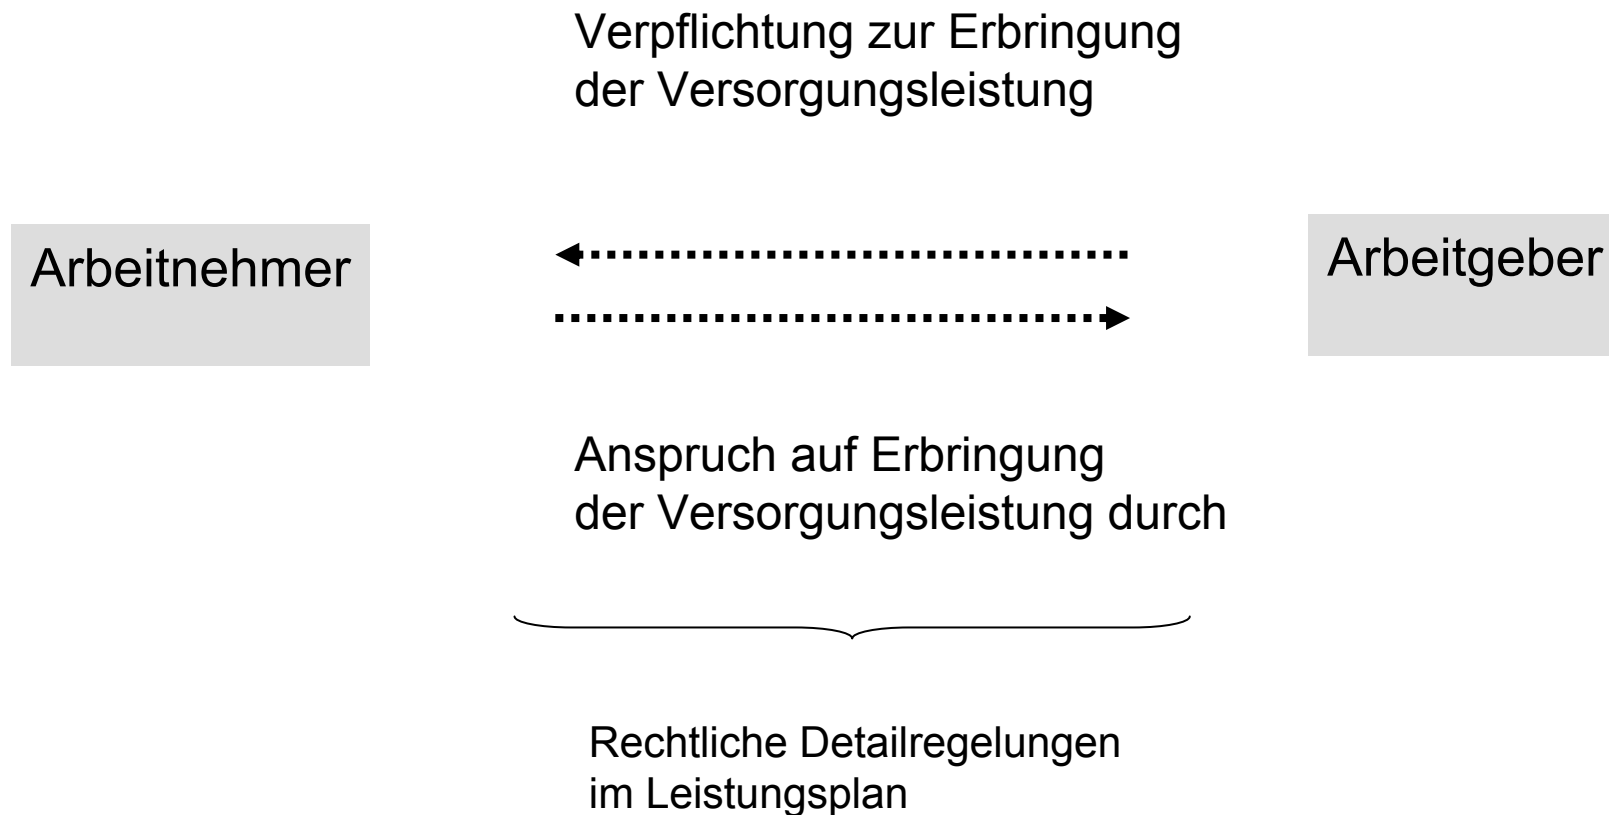 Verpflichtung zur Erbringung
der Versorgungsleistung
Arbeitnehmer
Arbeitgeber
Anspruch auf Erbringung
der Versorgungsleistung durch
Rechtliche Detailregelungen
im Leistungsplan